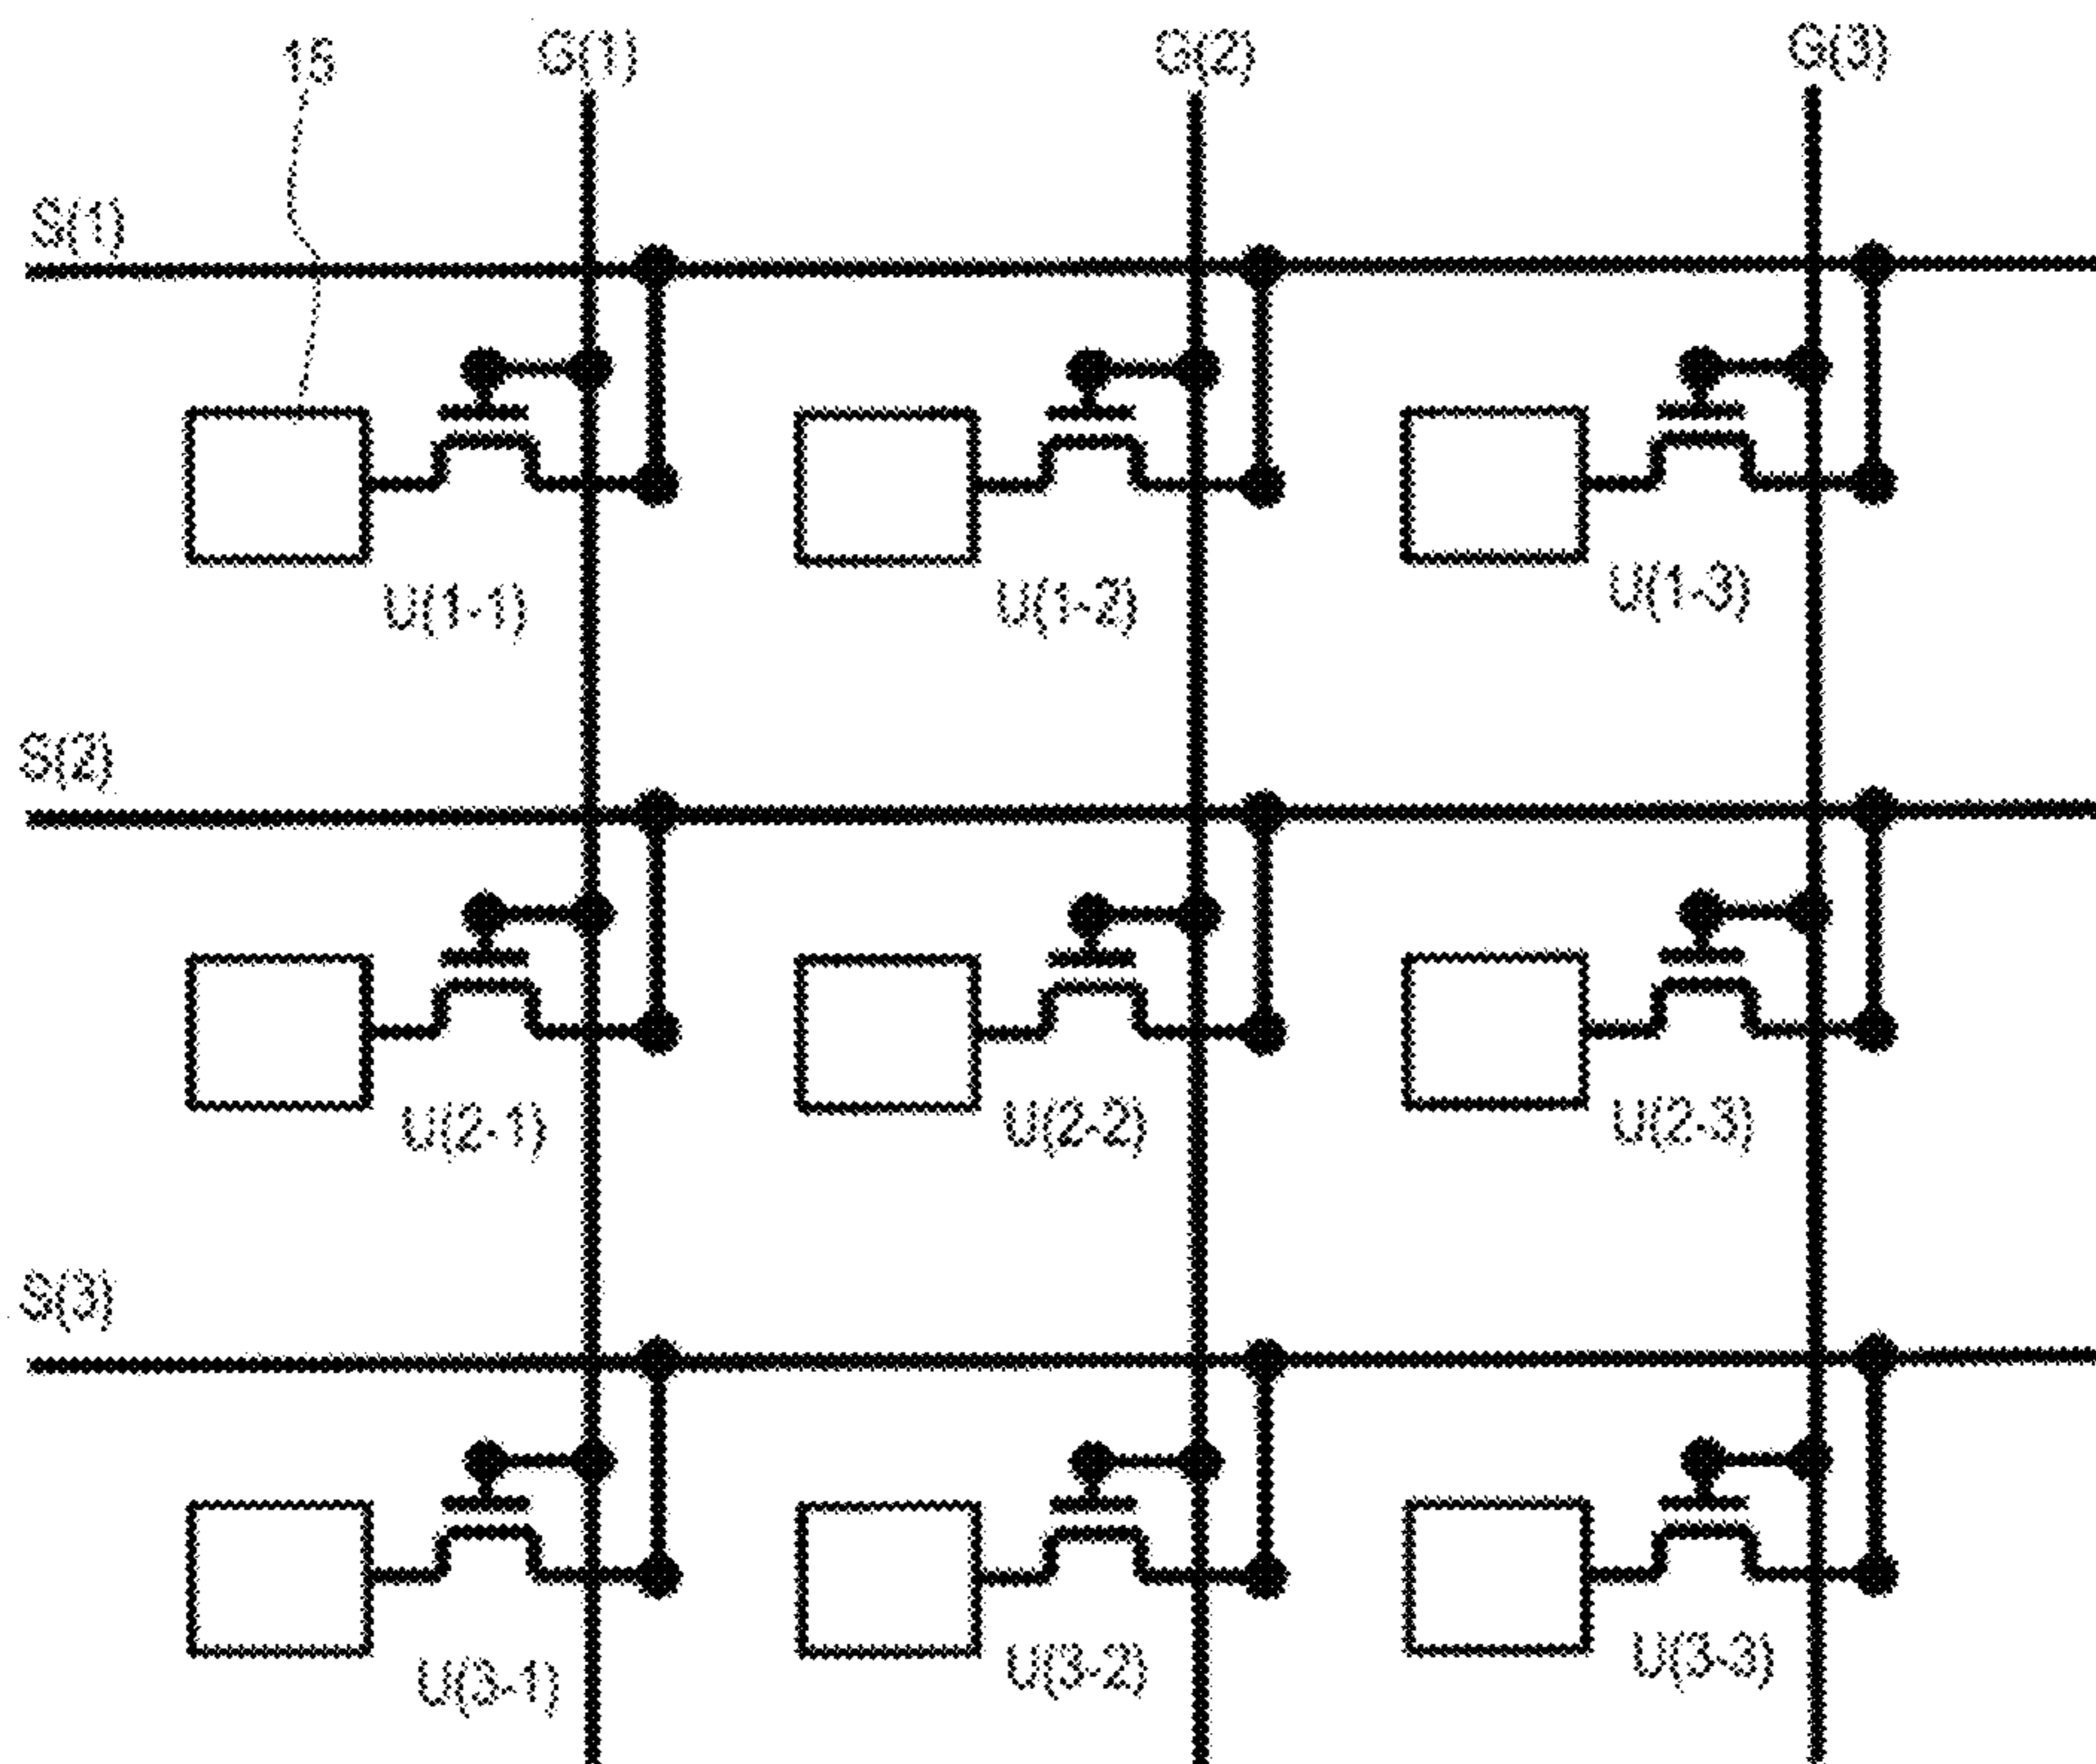 15 G(1) G(2) G(3)
S(1)
U(1-1) U(1-2) U(1-3)
S(2)
U(2-1) U(2-2) U(2-3)
S(3)
U(3-1) U(3-2) U(3-3)